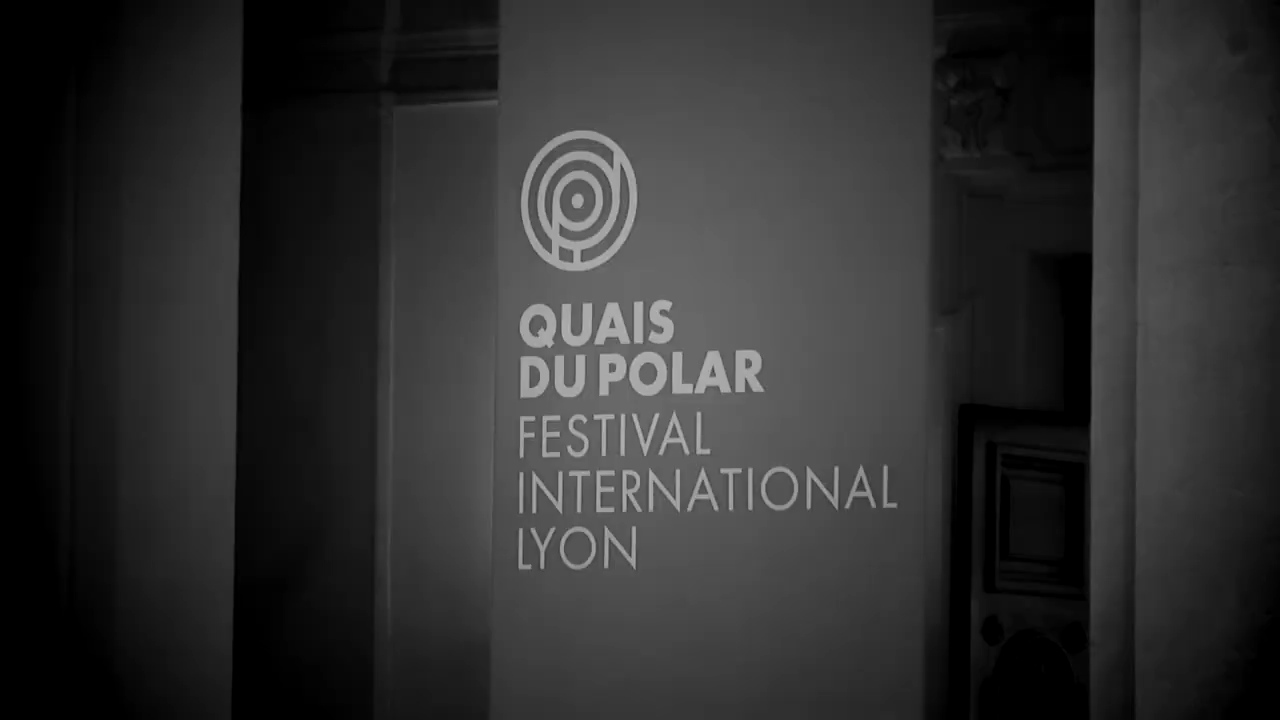 QUAIS
DU POLAR
FESTIVAL
INTERNATIONAL
LYON